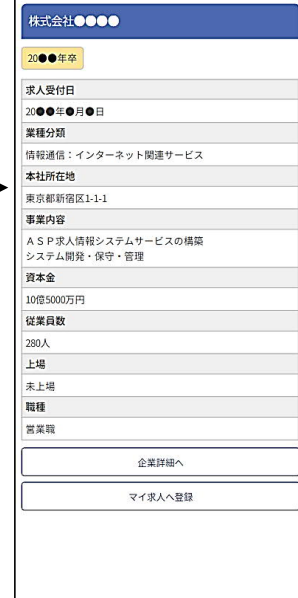 株式会社●●●●
20●●年卒
求人受付日
20●●年●月●日
業種分類
情報通信：インターネット関連サービス
本社所在地
東京都新宿区1-1-1
事業内容
ＡＳＰ求人情報システムサービスの構築
システム開発・保守・管理
資本金
10億5000万円
従業員数
280人
上場
未上場
職種
営業職
企業詳細へ
マイ求人へ登録